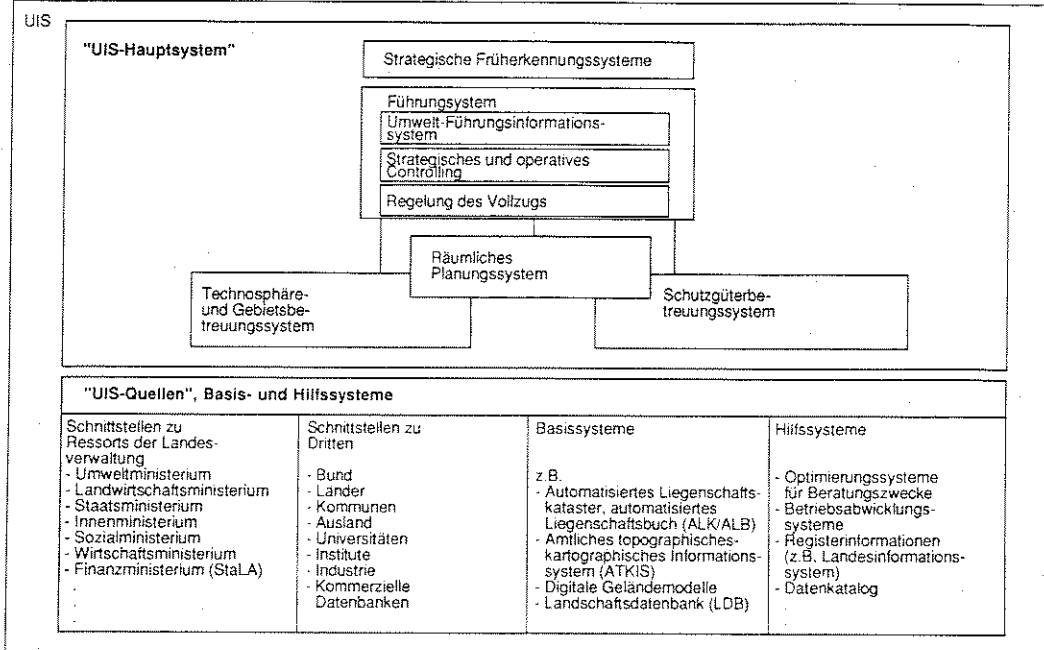 UIS
"UIS-Hauptsystem"
Strategische Früherkennungssysteme
Führungsystem
Umwelt-Führungsinformations-
system
Strategisches und operatives
Controlling
Regelung des Vollzugs
Räumliches
Planungssystem
Technosphäre-
und Gebietsbe-
treuungssystem
Schutzgüterbe-
treuungssystem
"UIS-Quellen", Basis- und Hilfssysteme
Schnittstellen zu
Ressorts der Landes-
verwaltung
- Umweltministerium
- Landwirtschaftsministerium
- Staatsministerium
- Innenministerium
- Sozialministerium
- Wirtschaftsministerium
- Finanzministerium (StaLA)
.
.
Schnittstellen zu
Dritten
- Bund
- Länder
- Kommunen
- Ausland
- Universitäten
- Institute
- Industrie
- Kommerzielle
Datenbanken
Basissysteme
z.B.
- Automatisiertes Liegenschafts-
kataster, automatisiertes
Liegenschaftsbuch (ALK/ALB)
- Amtliches topographisches-
kartographisches Informations-
system (ATKIS)
- Digitale Geländemodelle
- Landschaftsdatenbank (LDB)
Hilfssysteme
- Optimierungssysteme
für Beratungszwecke
- Betriebsabwicklungs-
systeme
- Registerinformationen
(z.B. Landesinformations-
system)
- Datenkatalog